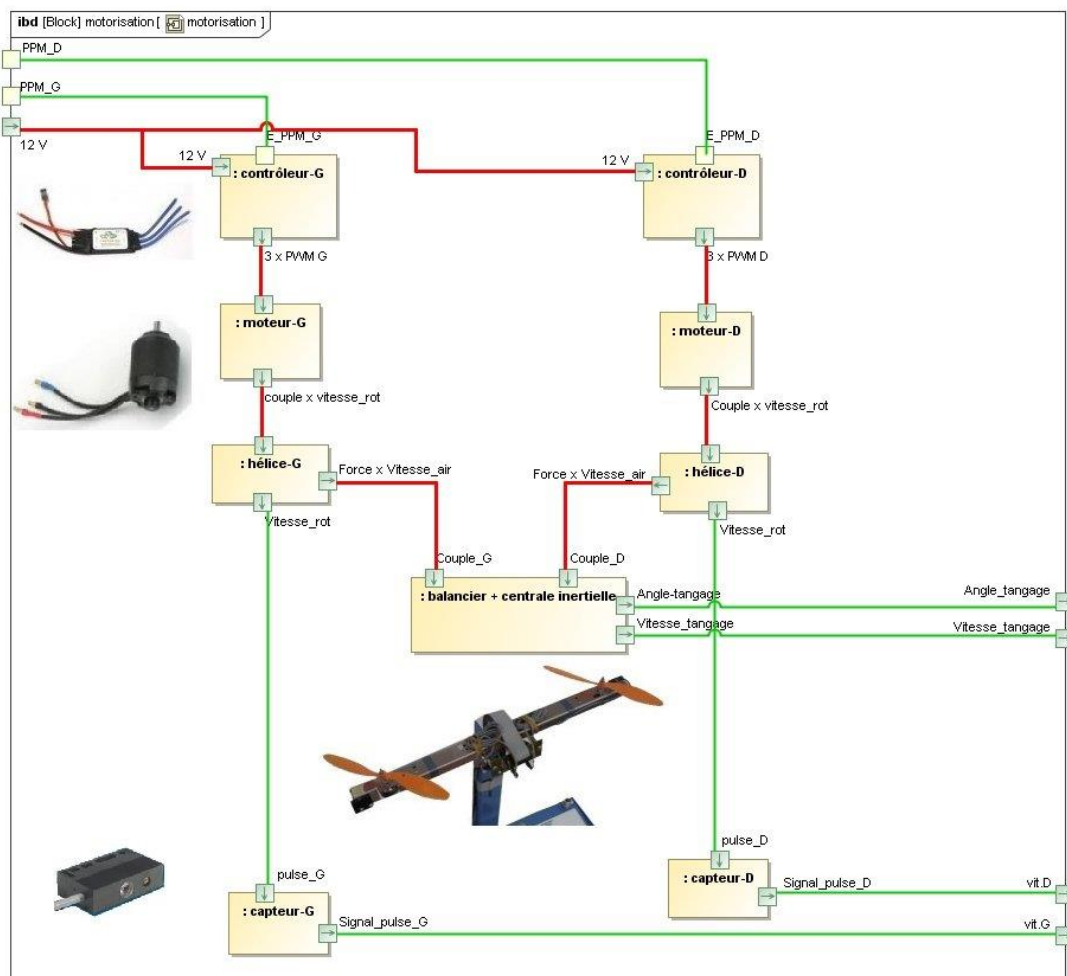 ibd [Block] motorisation [ motorisation ]
PPM_D
PPM_G
12 V
E_PPM_G
E_PPM_D
12 V
12 V
: contrôleur-G
: contrôleur-D
3 x PWM G
3 x PWM D
: moteur-G
: moteur-D
couple x vitesse_rot
Couple x vitesse_rot
: hélice-G
: hélice-D
Force x Vitesse_air
Force x Vitesse_air
Vitesse_rot
Vitesse_rot
Couple_G
Couple_D
: balancier + centrale inertielle
Angle-tangage
Angle_tangage
Vitesse_tangage
Vitesse_tangage
pulse_D
: capteur-D
Signal_pulse_D
vit.D
pulse_G
: capteur-G
Signal_pulse_G
vit.G